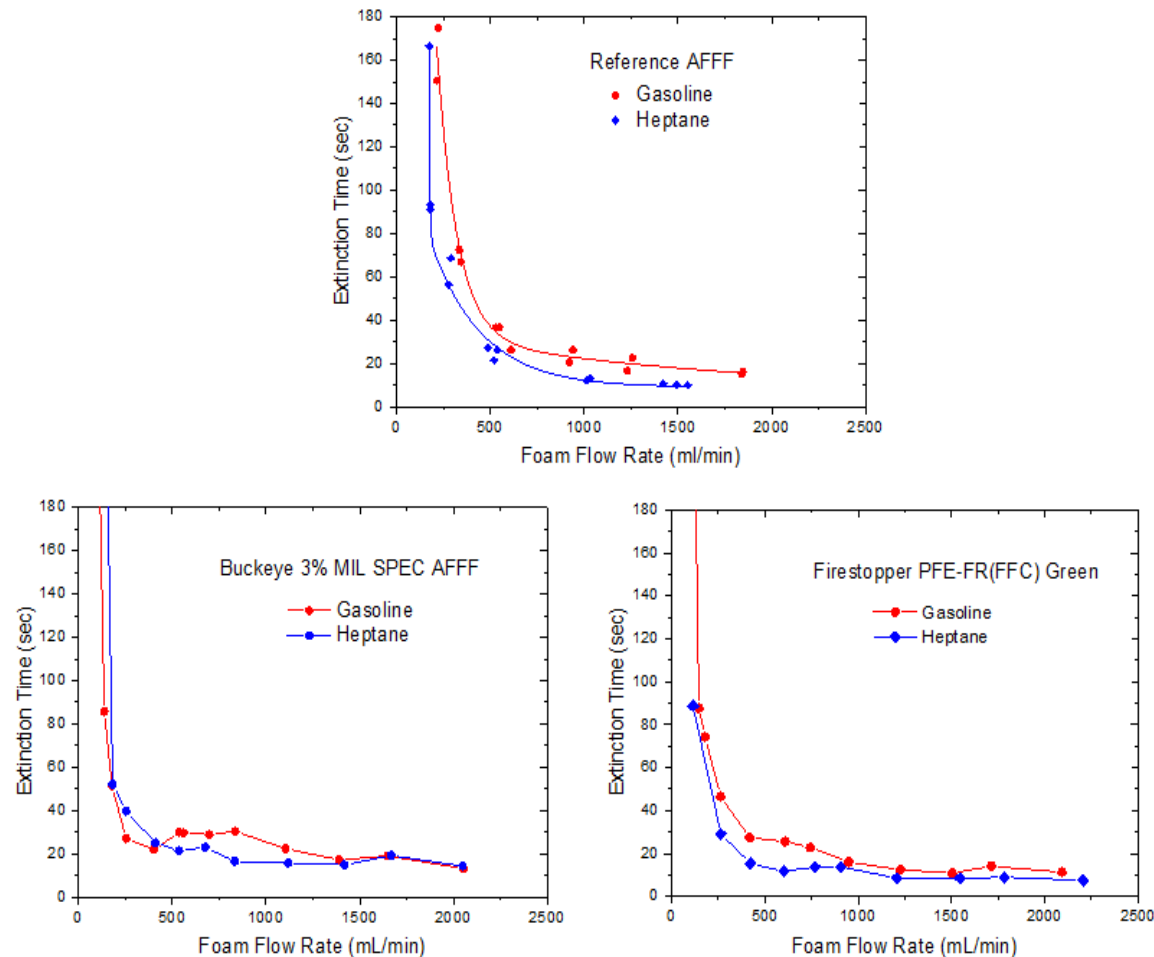 Reference AFFF
Gasoline
Heptane
Extinction Time (sec)
180
160
140
120
100
80
60
40
20
0
0 500 1000 1500 2000 2500
Foam Flow Rate (ml/min)
Buckeye 3% MIL SPEC AFFF
Gasoline
Heptane
Extinction Time (sec)
180
160
140
120
100
80
60
40
20
0
0 500 1000 1500 2000 2500
Foam Flow Rate (mL/min)
Firestopper PFE-FR(FFC) Green
Gasoline
Heptane
Extinction Time (sec)
180
160
140
120
100
80
60
40
20
0
0 500 1000 1500 2000 2500
Foam Flow Rate (mL/min)